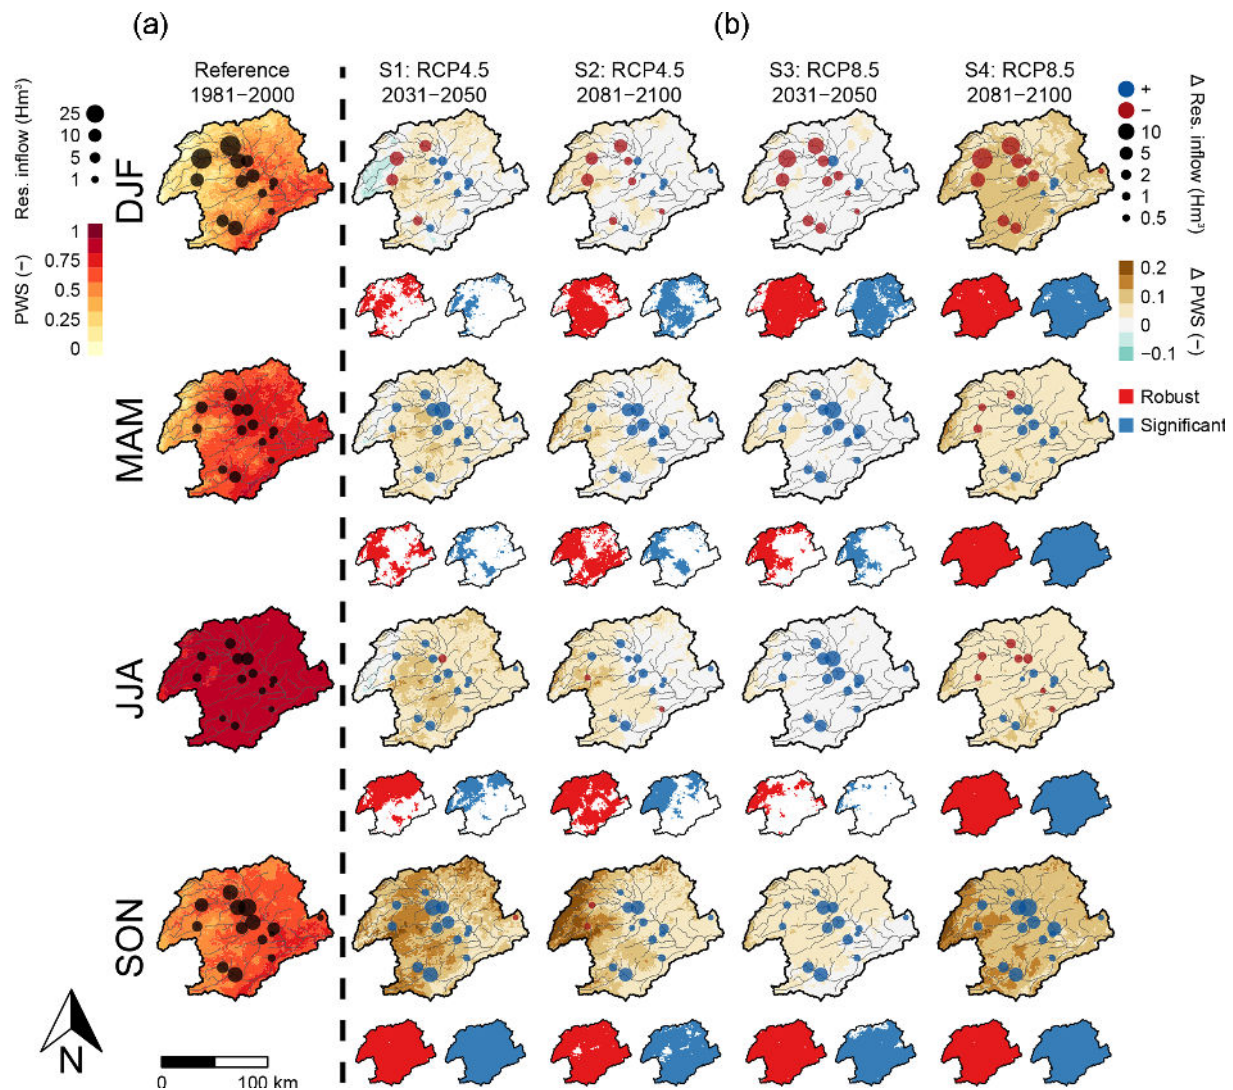 (a)
(b)
Reference
1981−2000
S1: RCP4.5
2031−2050
S2: RCP4.5
2081−2100
S3: RCP8.5
2031−2050
S4: RCP8.5
2081−2100
Res. inflow (Hm³)
25
10
5
1
PWS (−)
1
0.75
0.5
0.25
0
DJF
MAM
JJA
SON
+
−
10
5
2
1
0.5
Δ Res. inflow (Hm³)
0.2
0.1
0
−0.1
Δ PWS (−)
Robust
Significant
N
0
100 km